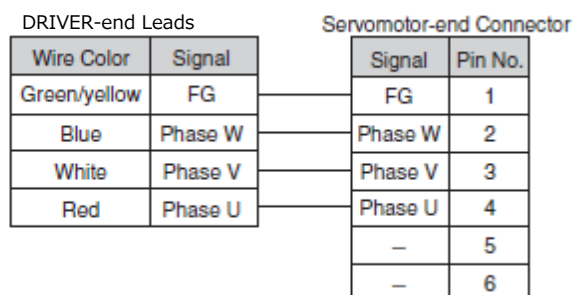 DRIVER-end Leads Servomotor-end Connector
Wire Color Signal Signal Pin No.
Green/yellow FG FG 1
Blue Phase W Phase W 2
White Phase V Phase V 3
Red Phase U Phase U 4
– 5
– 6